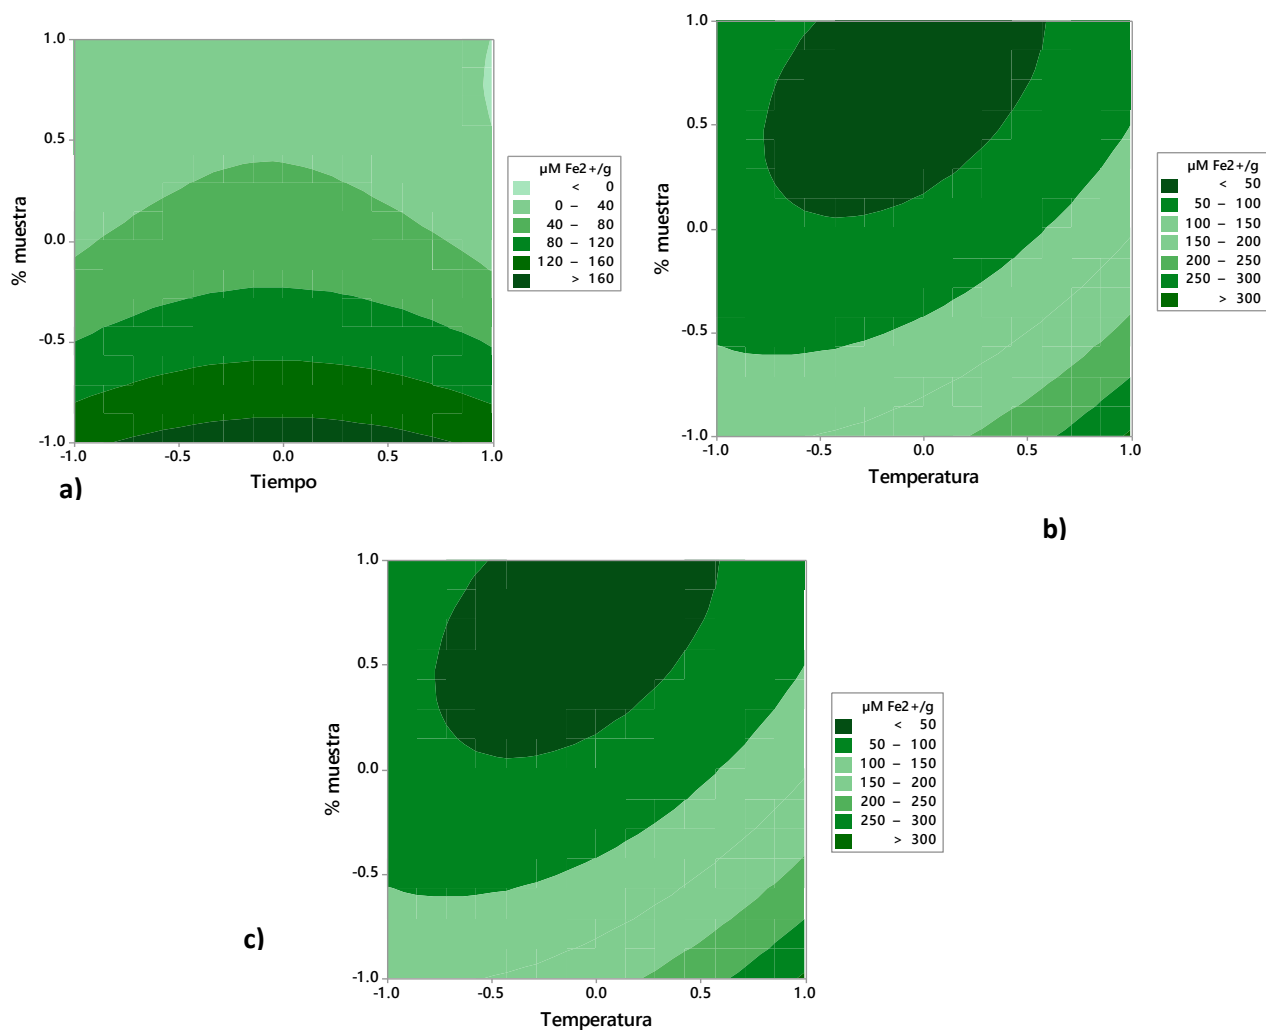 1.0
0.5
0.0
-0.5
-1.0
% muestra
-1.0 -0.5 0.0 0.5 1.0
Tiempo
a)
µM Fe2+/g
< 0
0 – 40
40 – 80
80 – 120
120 – 160
> 160
1.0
0.5
0.0
-0.5
-1.0
% muestra
-1.0 -0.5 0.0 0.5 1.0
Temperatura
b)
µM Fe2+/g
< 50
50 – 100
100 – 150
150 – 200
200 – 250
250 – 300
> 300
1.0
0.5
0.0
-0.5
-1.0
% muestra
-1.0 -0.5 0.0 0.5 1.0
Temperatura
c)
µM Fe2+/g
< 50
50 – 100
100 – 150
150 – 200
200 – 250
250 – 300
> 300